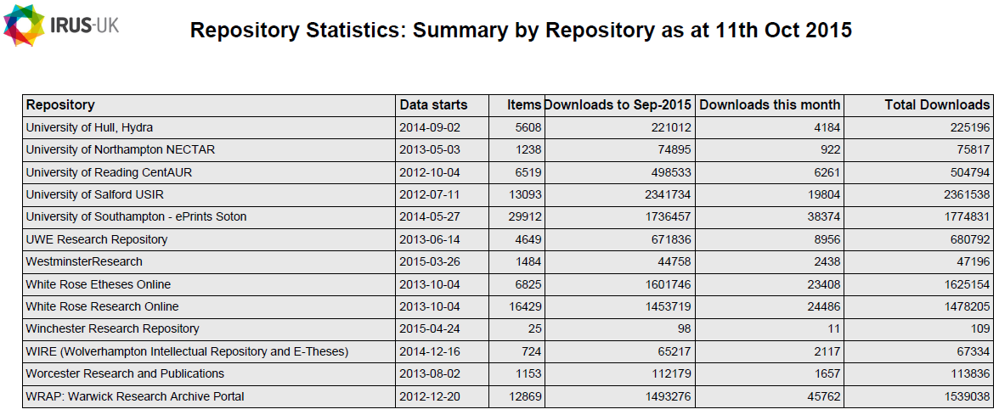 IRUS-UK
Repository Statistics: Summary by Repository as at 11th Oct 2015
Repository Data starts Items Downloads to Sep-2015 Downloads this month Total Downloads
University of Hull, Hydra 2014-09-02 5608 221012 4184 225196
University of Northampton NECTAR 2013-05-03 1238 74895 922 75817
University of Reading CentAUR 2012-10-04 6519 498533 6261 504794
University of Salford USIR 2012-07-11 13093 2341734 19804 2361538
University of Southampton - ePrints Soton 2014-05-27 29912 1736457 38374 1774831
UWE Research Repository 2013-06-14 4649 671836 8956 680792
WestminsterResearch 2015-03-26 1484 44758 2438 47196
White Rose Etheses Online 2013-10-04 6825 1601746 23408 1625154
White Rose Research Online 2013-10-04 16429 1453719 24486 1478205
Winchester Research Repository 2015-04-24 25 98 11 109
WIRE (Wolverhampton Intellectual Repository and E-Theses) 2014-12-16 724 65217 2117 67334
Worcester Research and Publications 2013-08-02 1153 112179 1657 113836
WRAP: Warwick Research Archive Portal 2012-12-20 12869 1493276 45762 1539038